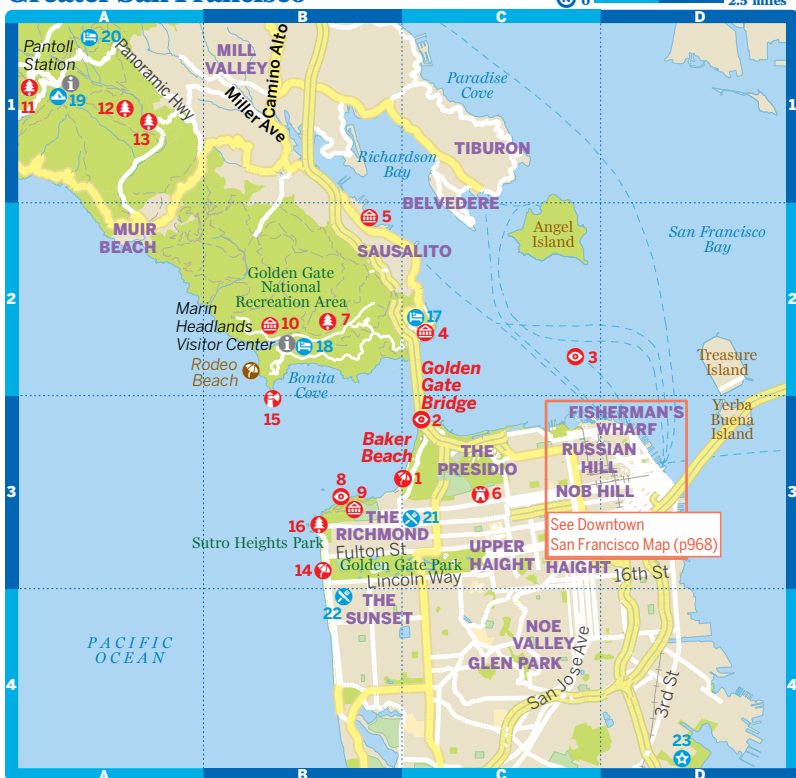 Greater San Francisco
0
2.5 miles
A
B
C
D
Pantoll
Station
20
Panoramic Hwy
MILL
VALLEY
Camino Alto
Miller Ave
Paradise
Cove
1
1
11
19
12
13
Richardson
Bay
TIBURON
BELVEDERE
5
MUIR
BEACH
SAUSALITO
Angel
Island
San Francisco
Bay
Golden Gate
National
Recreation Area
2
2
Marin
Headlands
Visitor Center
10
7
17
4
18
3
Rodeo
Beach
Bonita
Cove
15
Golden
Gate
Bridge
2
Treasure
Island
Yerba
Buena
Island
FISHERMAN'S
WHARF
RUSSIAN
HILL
NOB HILL
Baker
Beach
1
THE
PRESIDIO
3
3
8
9
6
16
THE
RICHMOND
21
See Downtown
San Francisco Map (p968)
Sutro Heights Park
Fulton St
Golden Gate Park
Lincoln Way
UPPER
HAIGHT
HAIGHT
16th St
14
22
THE
SUNSET
PACIFIC
OCEAN
NOE
VALLEY
GLEN PARK
San Jose Ave
3rd St
4
4
23
A
B
C
D